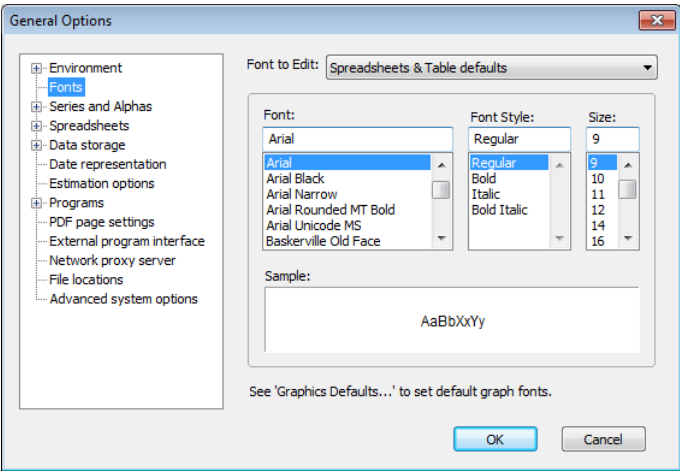 General Options
Environment
Fonts
Series and Alphas
Spreadsheets
Data storage
Date representation
Estimation options
Programs
PDF page settings
External program interface
Network proxy server
File locations
Advanced system options
Font to Edit: Spreadsheets & Table defaults
Font:
Arial
Arial
Arial Black
Arial Narrow
Arial Rounded MT Bold
Arial Unicode MS
Baskerville Old Face
Font Style:
Regular
Regular
Bold
Italic
Bold Italic
Size:
9
9
10
11
12
14
16
Sample:
AaBbXxYy
See 'Graphics Defaults...' to set default graph fonts.
OK
Cancel